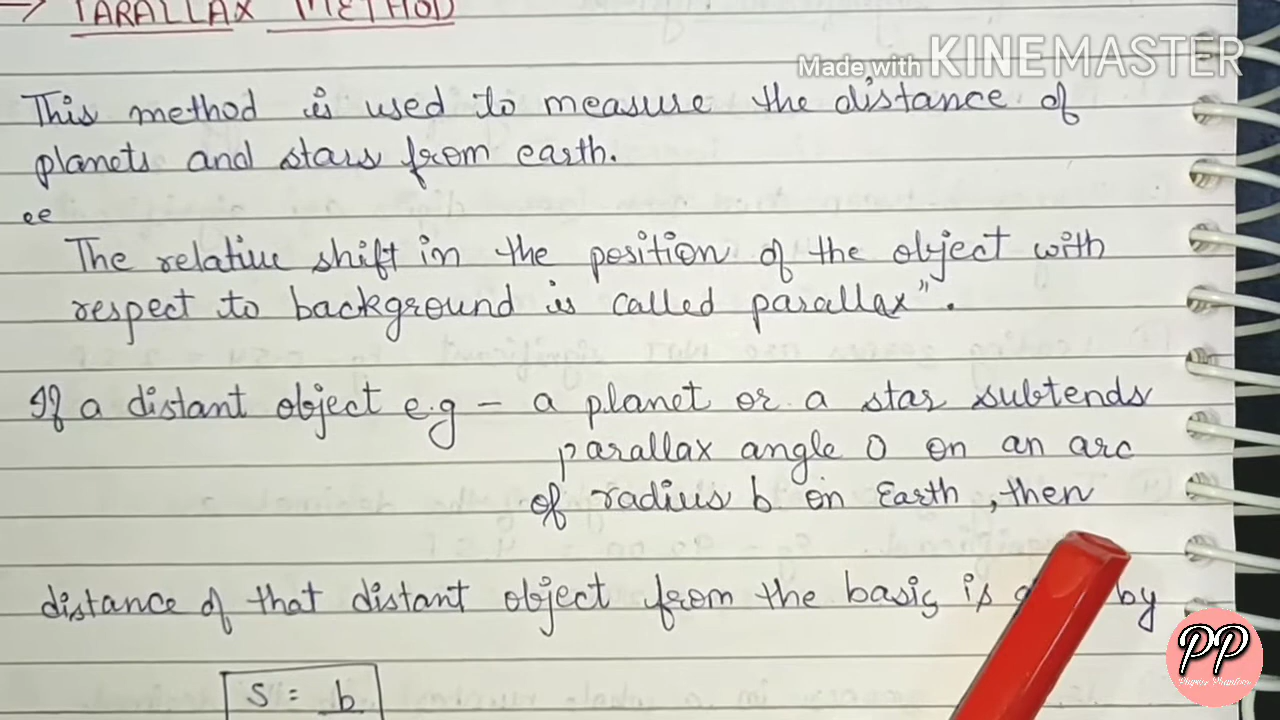 → PARALLAX METHOD
Made with KINEMASTER
This method is used to measure the distance of
planets and stars from earth.
"
The relative shift in the position of the object with
respect to background is called parallax".
If a distant object e.g - a planet or a star subtends
parallax angle θ on an arc
of radius b on Earth, then
distance of that distant object from the basis is by
S = b
PP
Physics Phantom